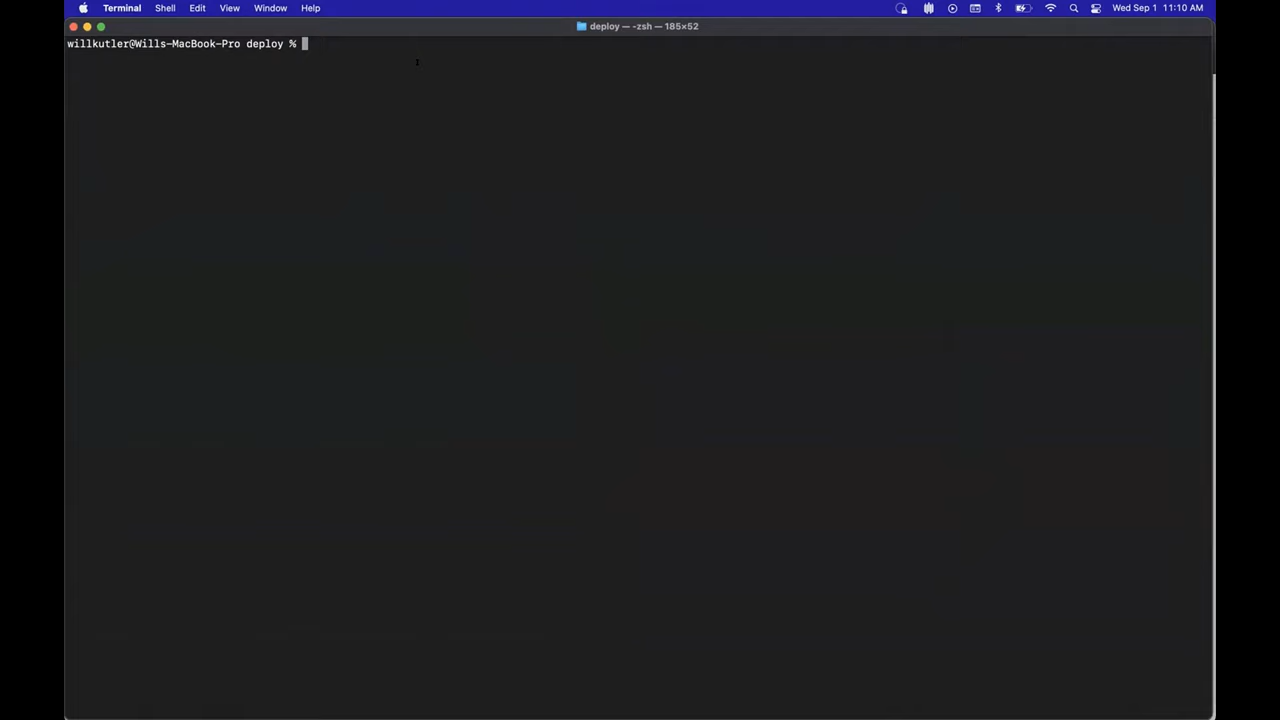 Terminal Shell Edit View Window Help Wed Sep 1 11:10 AM
deploy — -zsh — 185×52
willkutler@Wills-MacBook-Pro deploy %